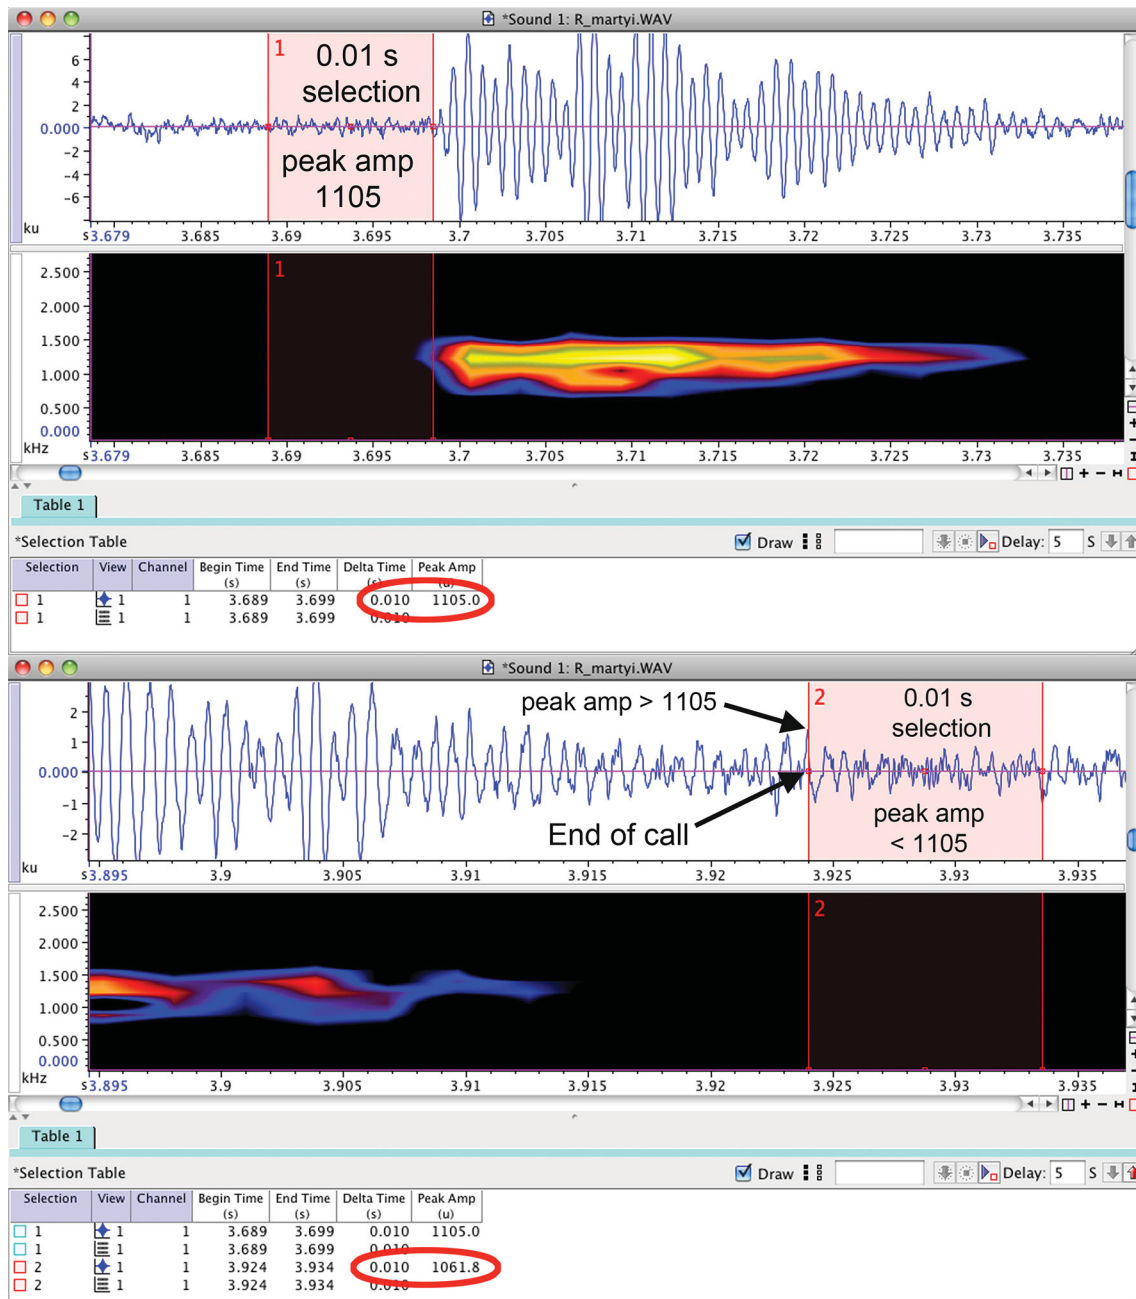 *Sound 1: R_martyi.WAV
1
0.01 s
selection
peak amp
1105
6
4
2
0.000
-2
-4
-6
ku
s3.679 3.685 3.69 3.695 3.7 3.705 3.71 3.715 3.72 3.725 3.73 3.735
1
2.500
2.000
1.500
1.000
0.500
0.000
kHz
s3.679 3.685 3.69 3.695 3.7 3.705 3.71 3.715 3.72 3.725 3.73 3.735
Table 1
*Selection Table Draw Delay: 5 S
Selection View Channel Begin Time (s) End Time (s) Delta Time (s) Peak Amp (u)
1 1 1 3.689 3.699 0.010 1105.0
1 1 1 3.689 3.699 0.010
*Sound 1: R_martyi.WAV
peak amp > 1105
2
0.01 s
selection
End of call
peak amp
< 1105
2
1
0.000
-1
-2
ku
s3.895 3.9 3.905 3.91 3.915 3.92 3.925 3.93 3.935
2
2.500
2.000
1.500
1.000
0.500
0.000
kHz
s3.895 3.9 3.905 3.91 3.915 3.92 3.925 3.93 3.935
Table 1
*Selection Table Draw Delay: 5 S
Selection View Channel Begin Time (s) End Time (s) Delta Time (s) Peak Amp (u)
1 1 1 3.689 3.699 0.010 1105.0
1 1 1 3.689 3.699 0.010
2 1 1 3.924 3.934 0.010 1061.8
2 1 1 3.924 3.934 0.010